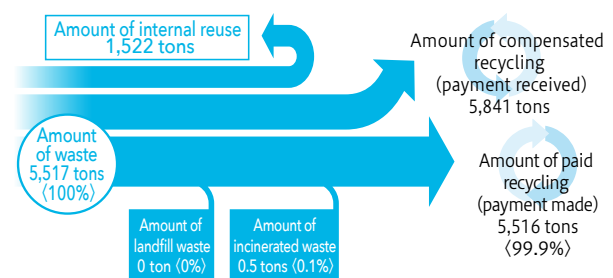 Amount of internal reuse
1,522 tons
Amount of compensated
recycling
(payment received)
5,841 tons
Amount
of waste
5,517 tons
〈100%〉
Amount of paid
recycling
(payment made)
5,516 tons
〈99.9%〉
Amount of
landfill waste
0 ton 〈0%〉
Amount of
incinerated waste
0.5 tons 〈0.1%〉